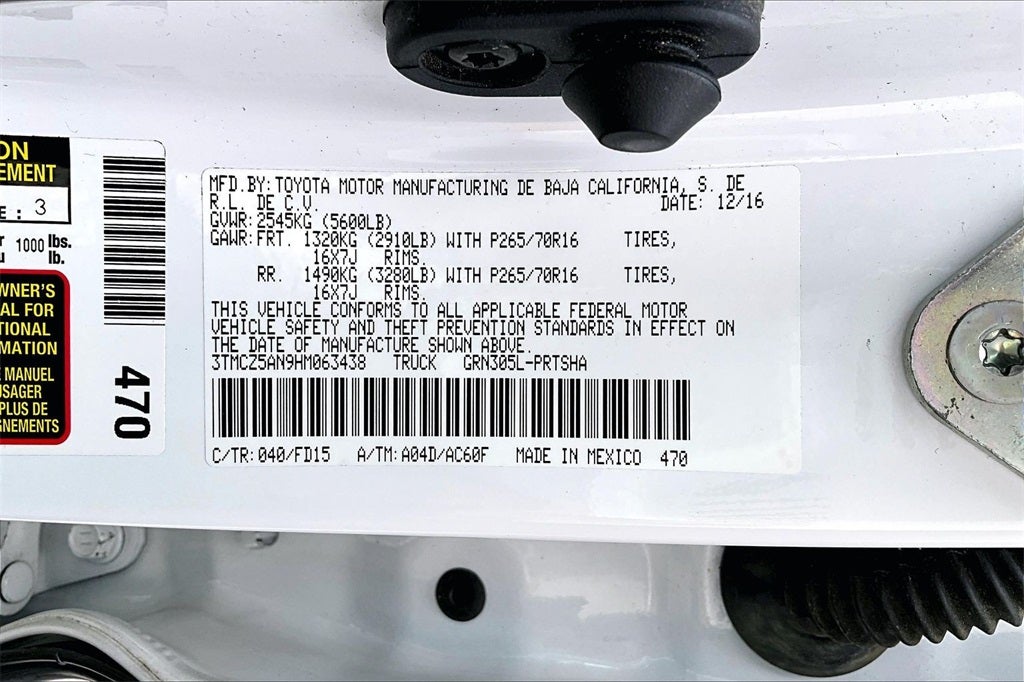 ON
EMENT
E : 3
r 1000 lbs.
u lb.
WNER'S
AL FOR
TIONAL
MATION
E MANUEL
USAGER
PLUS DE
GNEMENTS
470
MFD.BY:TOYOTA MOTOR MANUFACTURING DE BAJA CALIFORNIA, S. DE
R.L. DE C.V. DATE: 12/16
GVWR:2545KG (5600LB)
GAWR:FRT. 1320KG (2910LB) WITH P265/70R16 TIRES,
16X7J RIMS.
RR. 1490KG (3280LB) WITH P265/70R16 TIRES,
16X7J RIMS.
THIS VEHICLE CONFORMS TO ALL APPLICABLE FEDERAL MOTOR
VEHICLE SAFETY AND THEFT PREVENTION STANDARDS IN EFFECT ON
THE DATE OF MANUFACTURE SHOWN ABOVE.
3TMCZ5AN9HM063438 TRUCK GRN305L-PRTSHA
C/TR:040/FD15 A/TM:A04D/AC60F MADE IN MEXICO 470